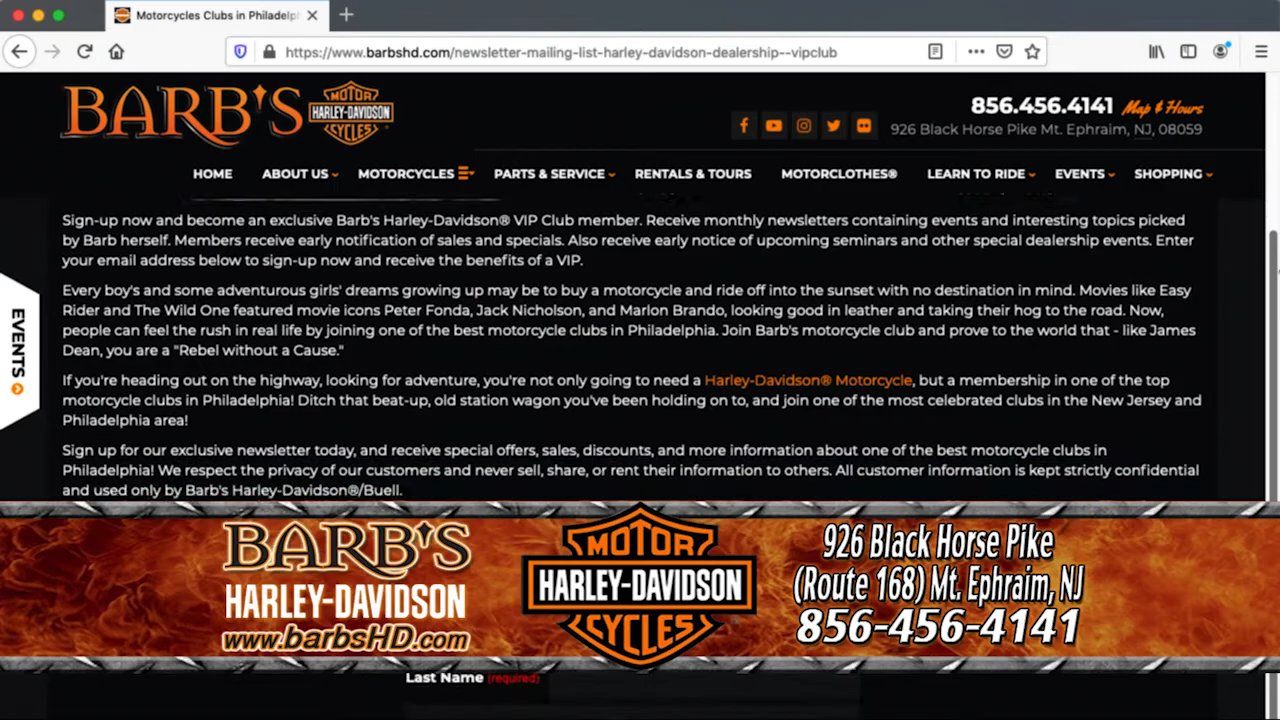 Motorcycles Clubs in Philadelph
https://www.barbshd.com/newsletter-mailing-list-harley-davidson-dealership--vipclub
BARB'S
MOTOR
HARLEY-DAVIDSON
CYCLES
856.456.4141 Map & Hours
926 Black Horse Pike Mt. Ephraim, NJ, 08059
HOME ABOUT US MOTORCYCLES PARTS & SERVICE RENTALS & TOURS MOTORCLOTHES® LEARN TO RIDE EVENTS SHOPPING
Sign-up now and become an exclusive Barb's Harley-Davidson® VIP Club member. Receive monthly newsletters containing events and interesting topics picked
by Barb herself. Members receive early notification of sales and specials. Also receive early notice of upcoming seminars and other special dealership events. Enter
your email address below to sign-up now and receive the benefits of a VIP.
Every boy's and some adventurous girls' dreams growing up may be to buy a motorcycle and ride off into the sunset with no destination in mind. Movies like Easy
Rider and The Wild One featured movie icons Peter Fonda, Jack Nicholson, and Marlon Brando, looking good in leather and taking their hog to the road. Now,
people can feel the rush in real life by joining one of the best motorcycle clubs in Philadelphia. Join Barb's motorcycle club and prove to the world that - like James
Dean, you are a "Rebel without a Cause."
If you're heading out on the highway, looking for adventure, you're not only going to need a Harley-Davidson® Motorcycle, but a membership in one of the top
motorcycle clubs in Philadelphia! Ditch that beat-up, old station wagon you've been holding on to, and join one of the most celebrated clubs in the New Jersey and
Philadelphia area!
Sign up for our exclusive newsletter today, and receive special offers, sales, discounts, and more information about one of the best motorcycle clubs in
Philadelphia! We respect the privacy of our customers and never sell, share, or rent their information to others. All customer information is kept strictly confidential
and used only by Barb's Harley-Davidson®/Buell.
EVENTS
BARB'S
HARLEY-DAVIDSON
www.barbsHD.com
MOTOR
HARLEY-DAVIDSON
CYCLES
926 Black Horse Pike
(Route 168) Mt. Ephraim, NJ
856-456-4141
Last Name (required)